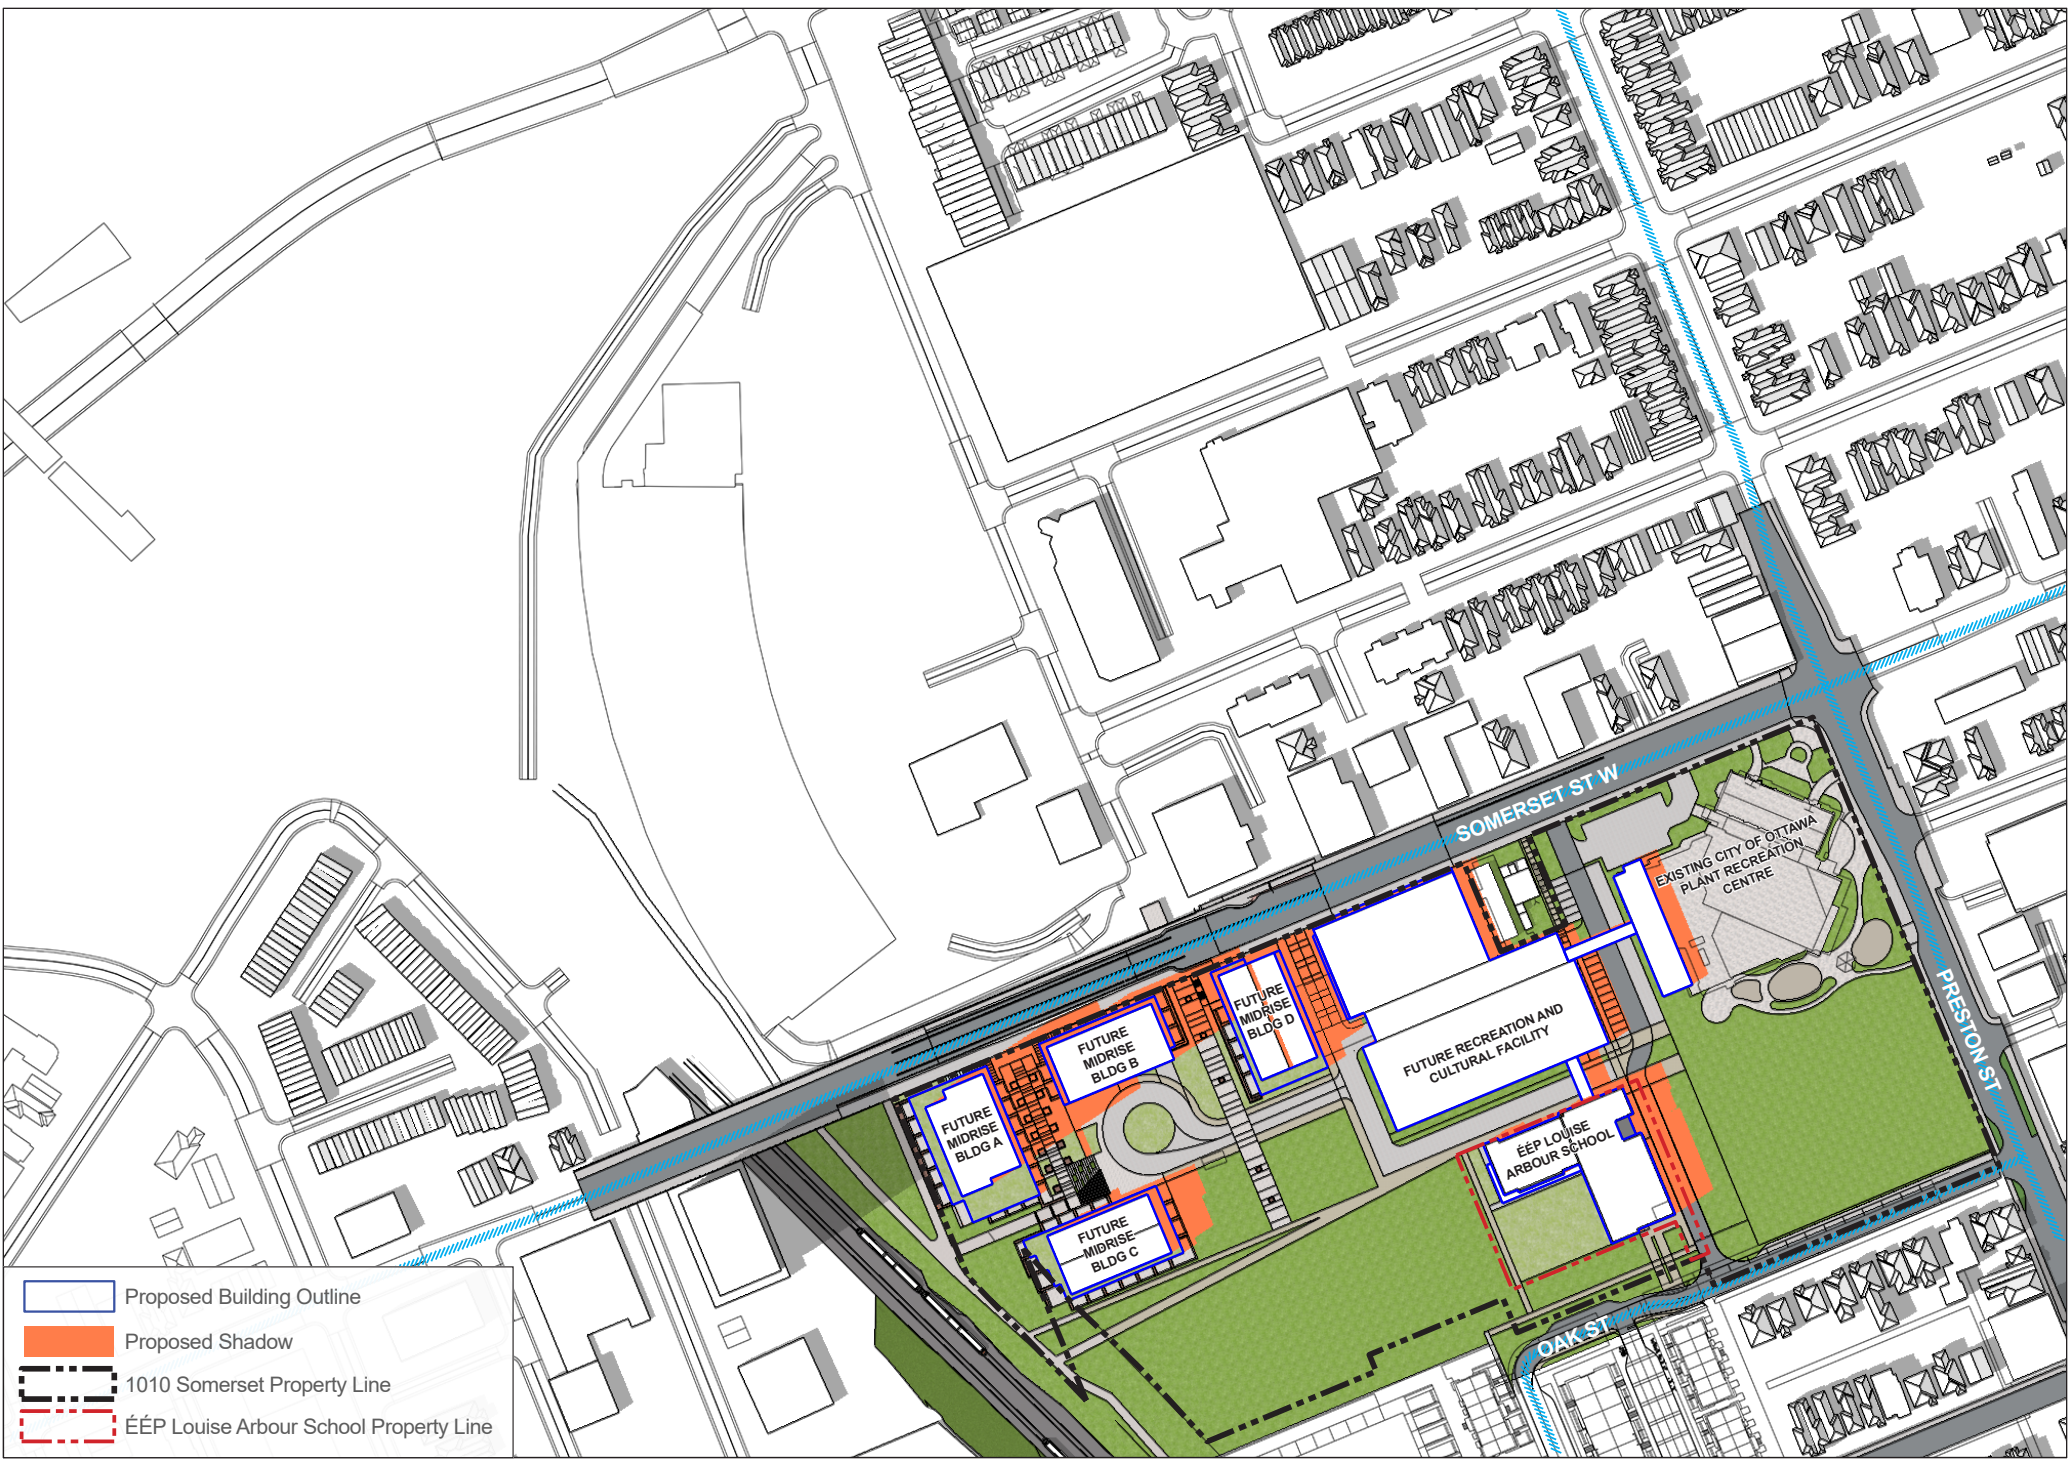 SOMERSET ST W
EXISTING CITY OF OTTAWA
PLANT RECREATION
CENTRE
PRESTON ST
FUTURE
MIDRISE
BLDG D
FUTURE
MIDRISE
BLDG B
FUTURE RECREATION AND
CULTURAL FACILITY
FUTURE
MIDRISE
BLDG A
ÉÉP LOUISE
ARBOUR SCHOOL
FUTURE
MIDRISE
BLDG C
OAK ST
Proposed Building Outline
Proposed Shadow
1010 Somerset Property Line
ÉÉP Louise Arbour School Property Line